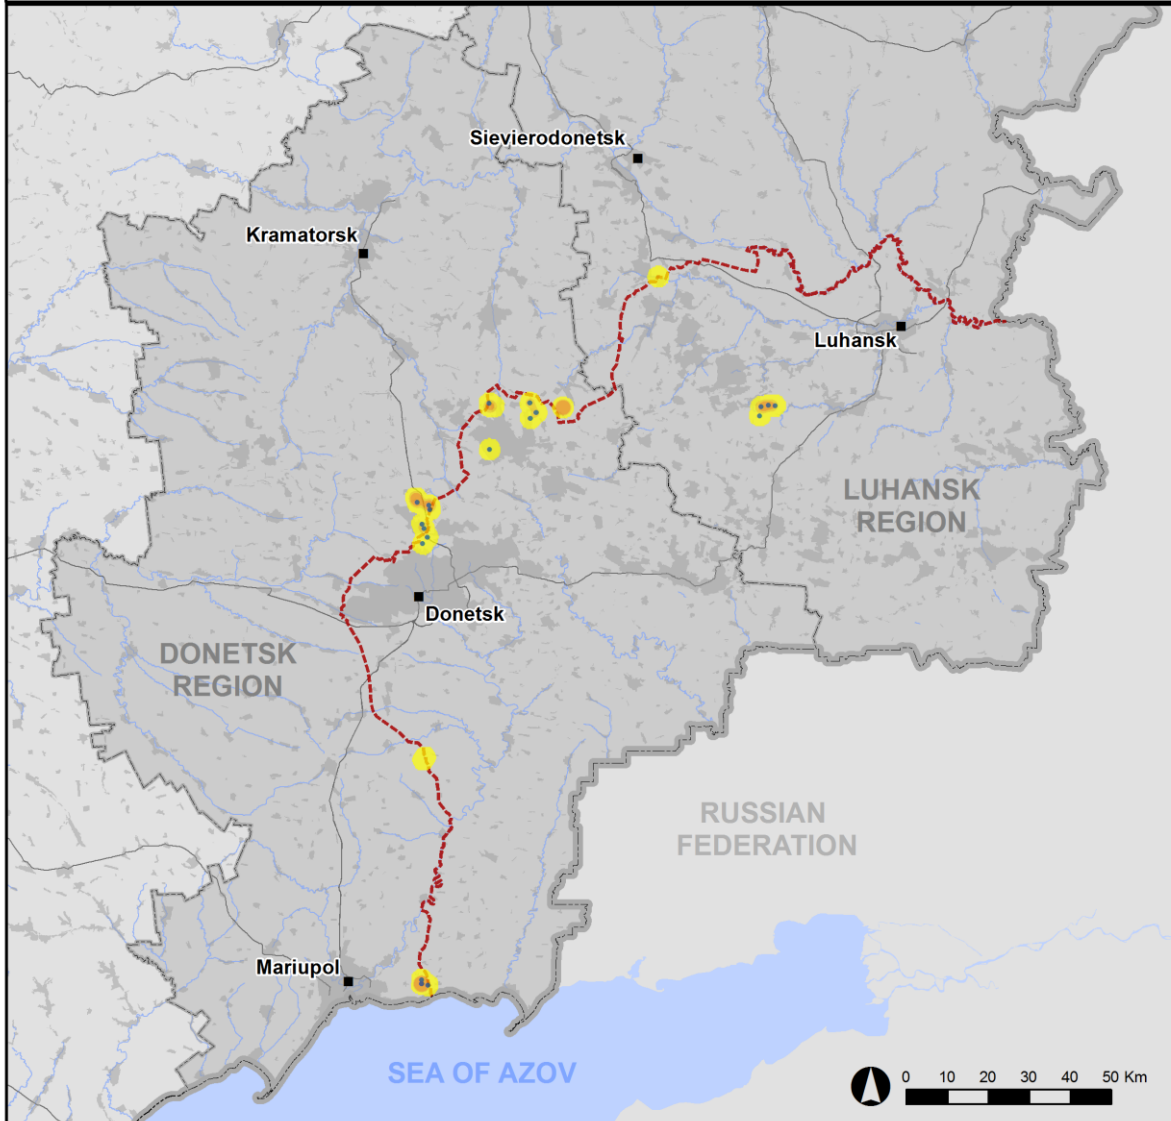 Sievierodonetsk
Kramatorsk
Luhansk
LUHANSK
REGION
Donetsk
DONETSK
REGION
RUSSIAN
FEDERATION
Mariupol
SEA OF AZOV
0 10 20 30 40 50 Km